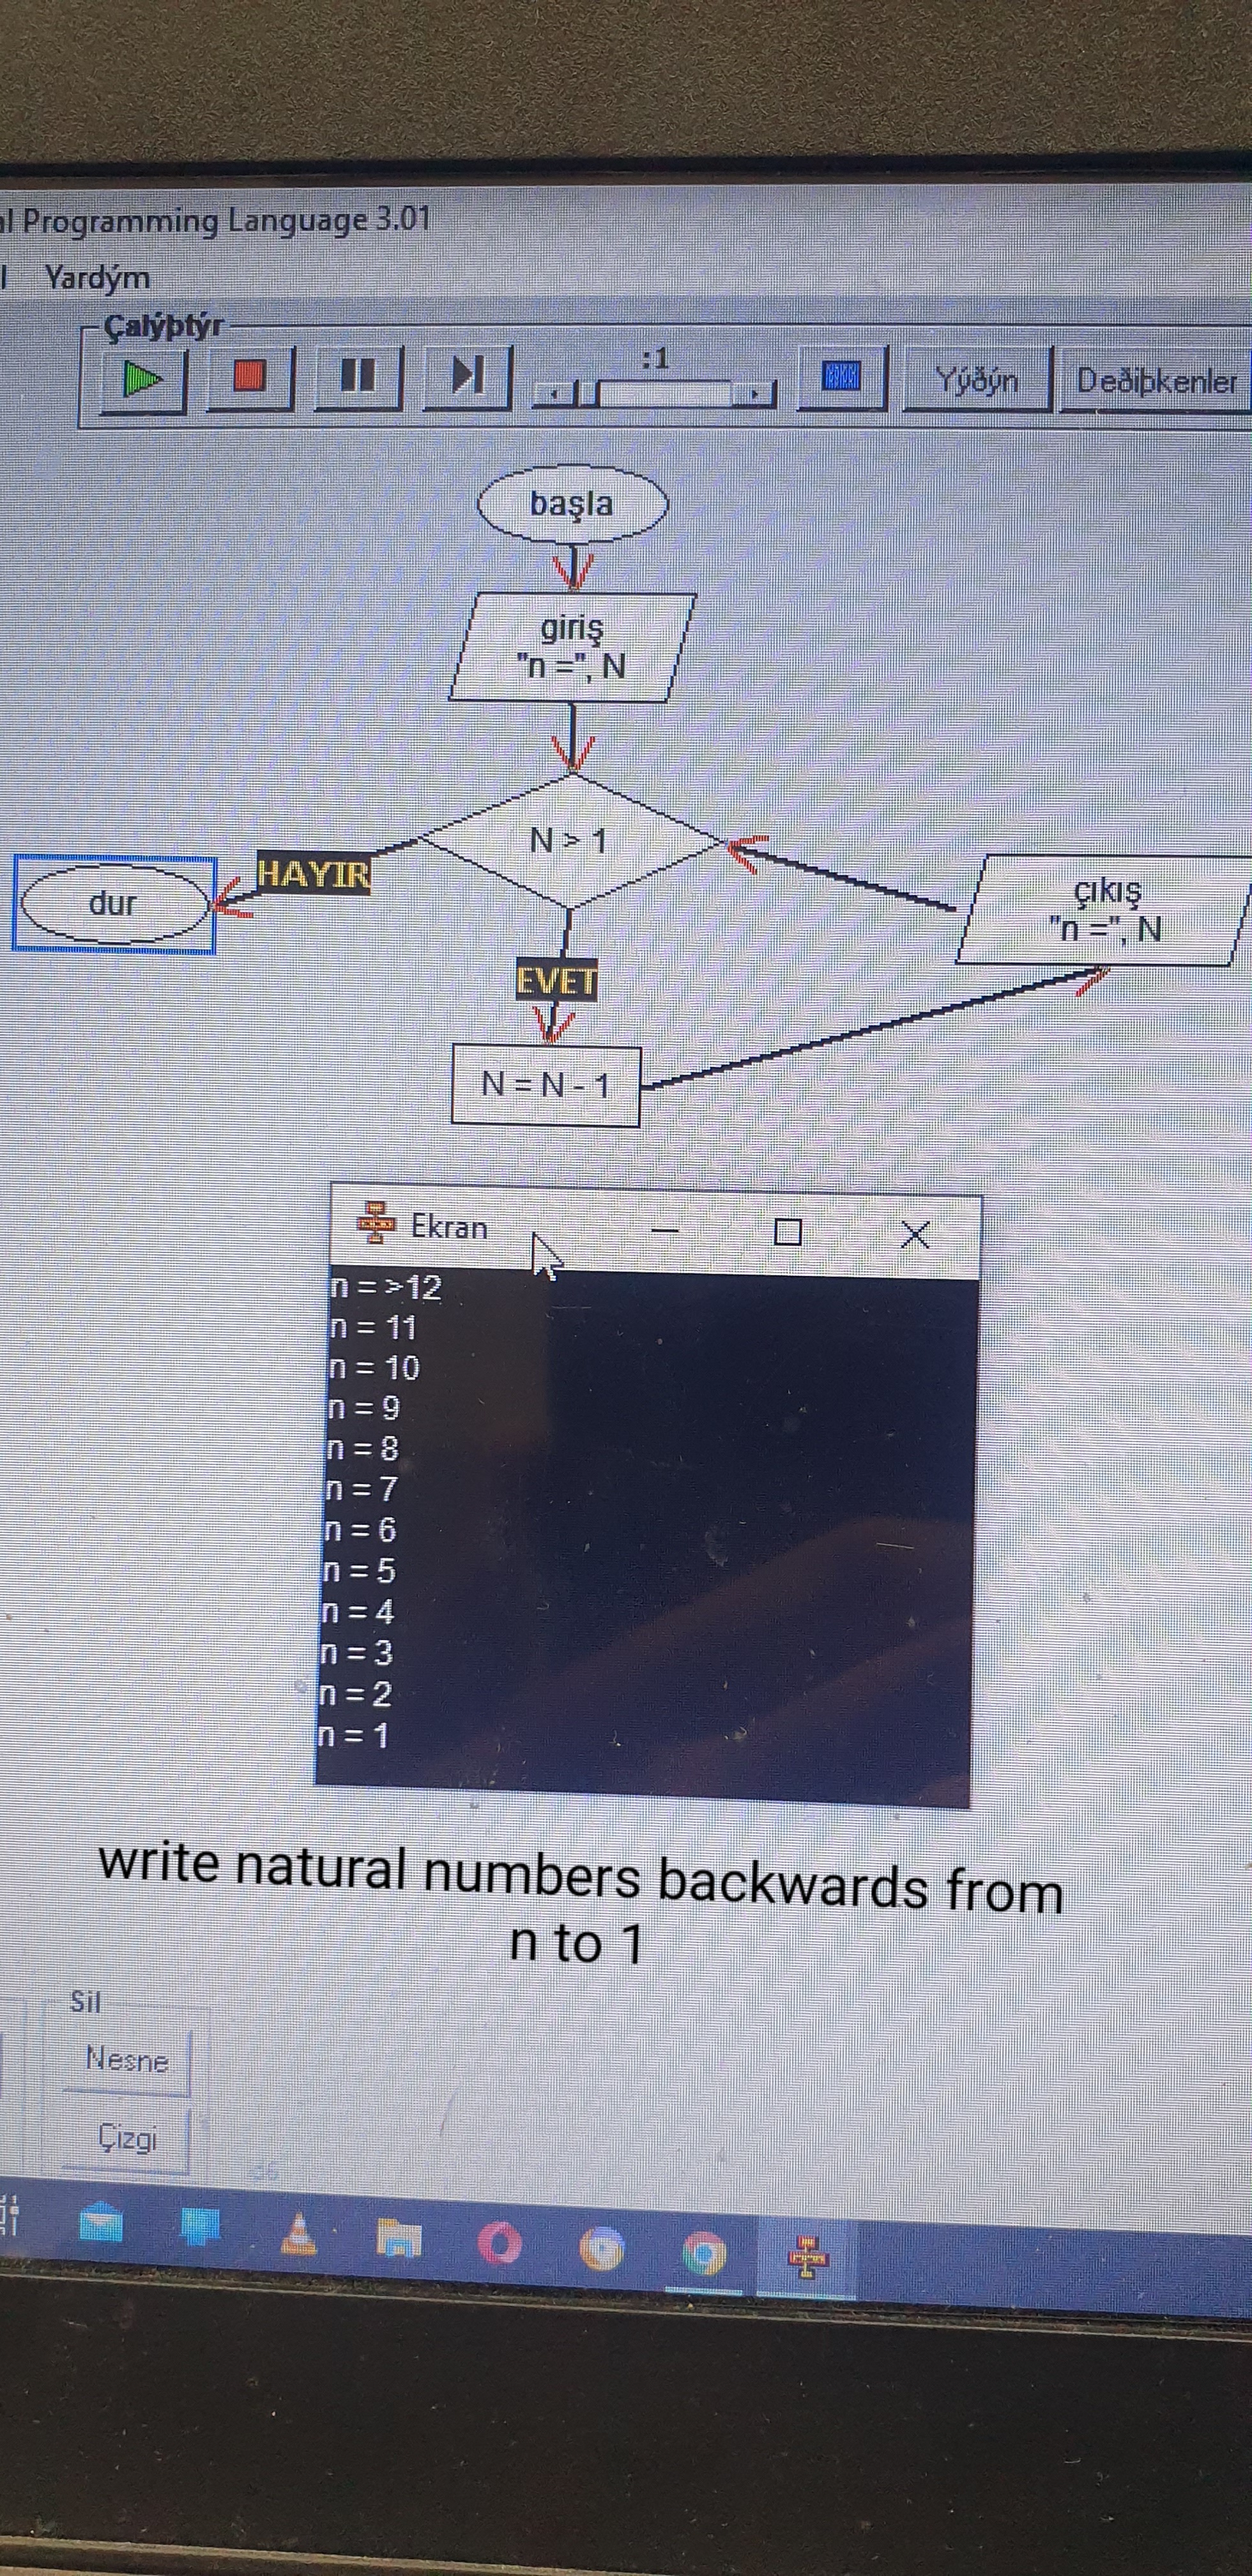 al Programming Language 3.01
Yardým
Çalýþtýr
:1
Yýðýn
Deðiþkenler
başla
giriş
"n =", N
N > 1
HAYIR
dur
çıkış
"n =", N
EVET
N = N - 1
Ekran
n = >12
n = 11
n = 10
n = 9
n = 8
n = 7
n = 6
n = 5
n = 4
n = 3
n = 2
n = 1
write natural numbers backwards from
n to 1
Sil
Nesne
Çizgi